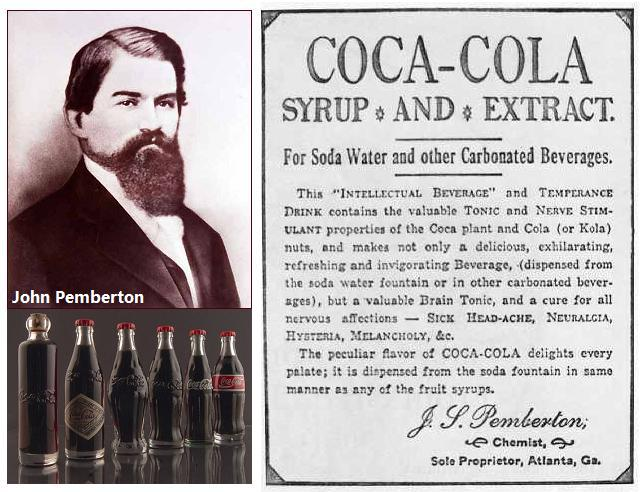 John Pemberton
COCA-COLA
SYRUP AND EXTRACT.
For Soda Water and other Carbonated Beverages.
This "INTELLECTUAL BEVERAGE" and TEMPERANCE
DRINK contains the valuable TONIC and NERVE STIM-
ULANT properties of the Coca plant and Cola (or Kola)
nuts, and makes not only a delicious, exhilarating,
refreshing and invigorating Beverage, (dispensed from
the soda water fountain or in other carbonated bever-
ages), but a valuable Brain Tonic, and a cure for all
nervous affections — SICK HEAD-ACHE, NEURALGIA,
HYSTERIA, MELANCHOLY, &c.
The peculiar flavor of COCA-COLA delights every
palate; it is dispensed from the soda fountain in same
manner as any of the fruit syrups.
J. S. Pemberton;
Chemist,
Sole Proprietor, Atlanta, Ga.